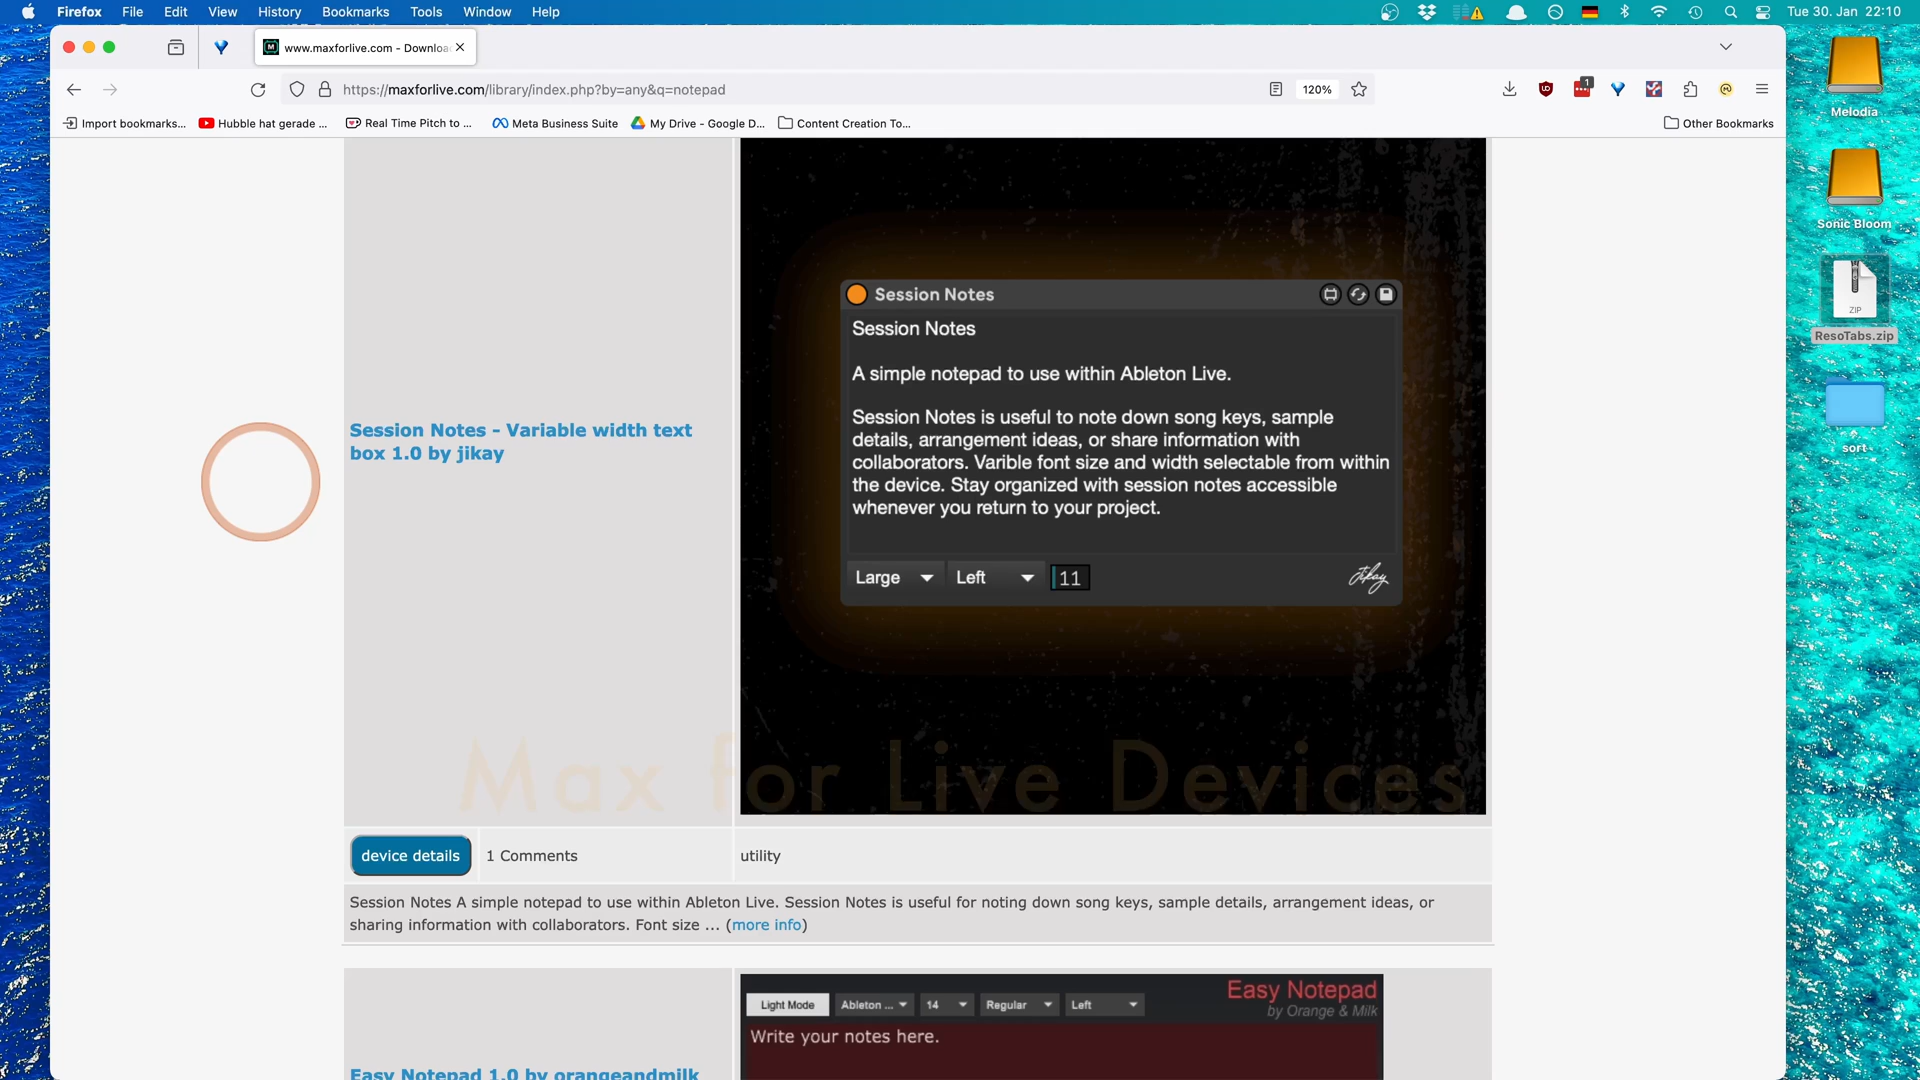 Firefox File Edit View History Bookmarks Tools Window Help
Tue 30. Jan 22:10
www.maxforlive.com - Downloa
https://maxforlive.com/library/index.php?by=any&q=notepad
120%
1
Import bookmarks...
Hubble hat gerade ...
Real Time Pitch to ...
Meta Business Suite
My Drive - Google D...
Content Creation To...
Other Bookmarks
Melodia
Sonic Bloom
ZIP
ResoTabs.zip
sort
Session Notes - Variable width text
box 1.0 by jikay
Session Notes
Session Notes
A simple notepad to use within Ableton Live.
Session Notes is useful to note down song keys, sample
details, arrangement ideas, or share information with
collaborators. Varible font size and width selectable from within
the device. Stay organized with session notes accessible
whenever you return to your project.
Large Left 11
Jikay
Max for Live Devices
device details 1 Comments utility
Session Notes A simple notepad to use within Ableton Live. Session Notes is useful for noting down song keys, sample details, arrangement ideas, or
sharing information with collaborators. Font size ... (more info)
Easy Notepad 1.0 by orangeandmilk
Light Mode Ableton ... 14 Regular Left
Easy Notepad
by Orange & Milk
Write your notes here.